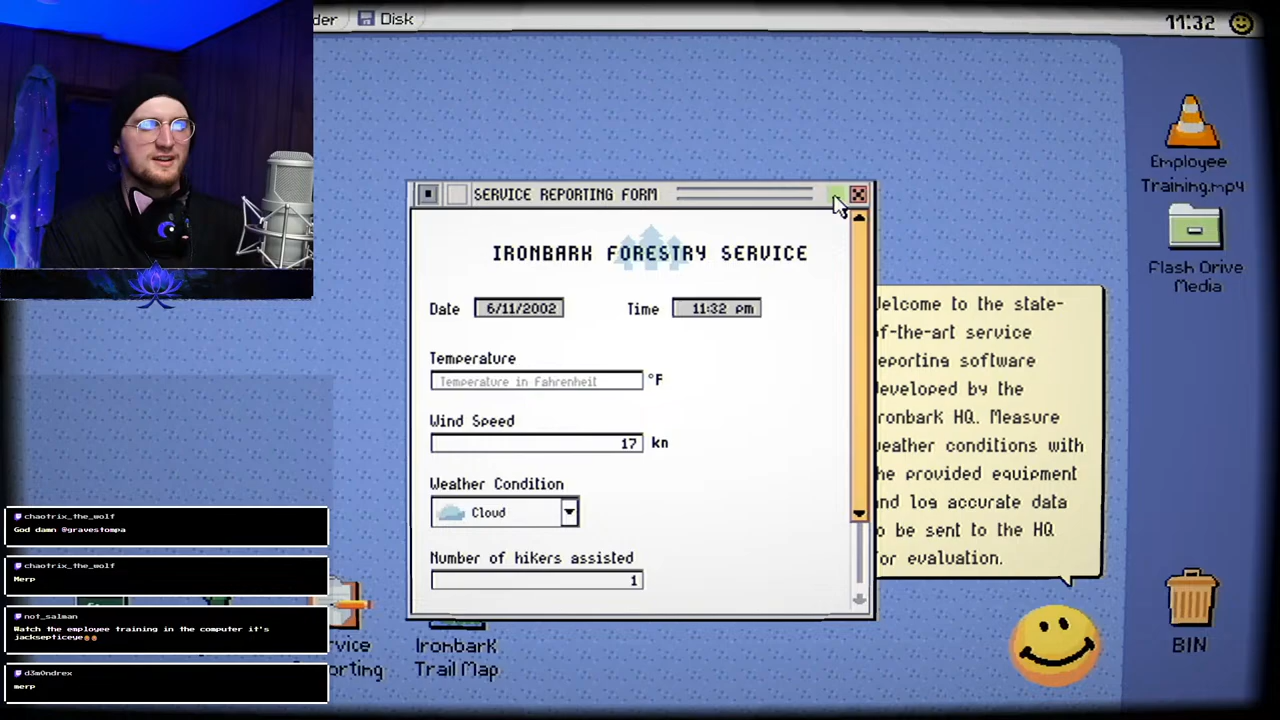 der Disk 11:32
Employee
Training.mp4
Flash Drive
Media
SERVICE REPORTING FORM
IRONBARK FORESTRY SERVICE
Date 6/11/2002 Time 11:32 pm
Temperature
Temperature in Fahrenheit °F
Wind Speed
17 kn
Weather Condition
Cloud
Number of hikers assisted
1
Welcome to the state-
of-the-art service
reporting software
developed by the
Ironbark HQ. Measure
weather conditions with
the provided equipment
and log accurate data
to be sent to the HQ
for evaluation.
chaotrix_the_wolf
God damn @gravestompa
chaotrix_the_wolf
Merp
not_salman
Watch the employee training in the computer it's
jacksepticeye
d3m0ndrex
merp
rvice
orting
Ironbark
Trail Map
BIN